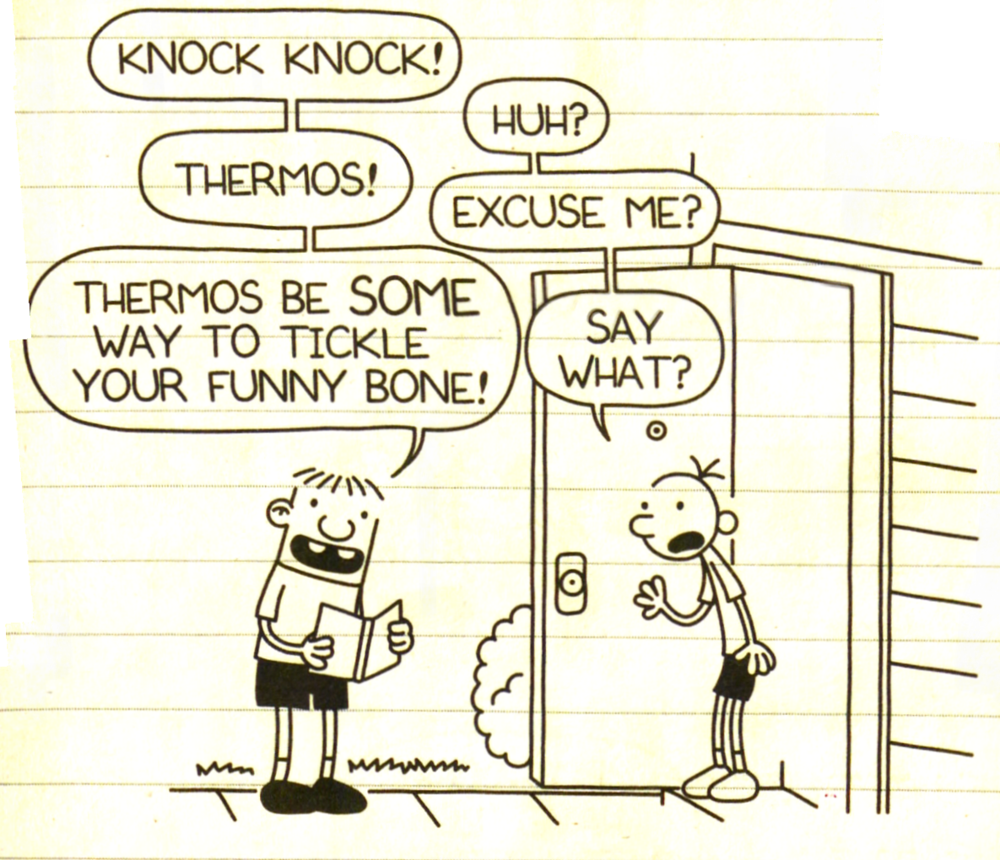 KNOCK KNOCK!
HUH?
THERMOS!
EXCUSE ME?
THERMOS BE SOME
WAY TO TICKLE
YOUR FUNNY BONE!
SAY
WHAT?